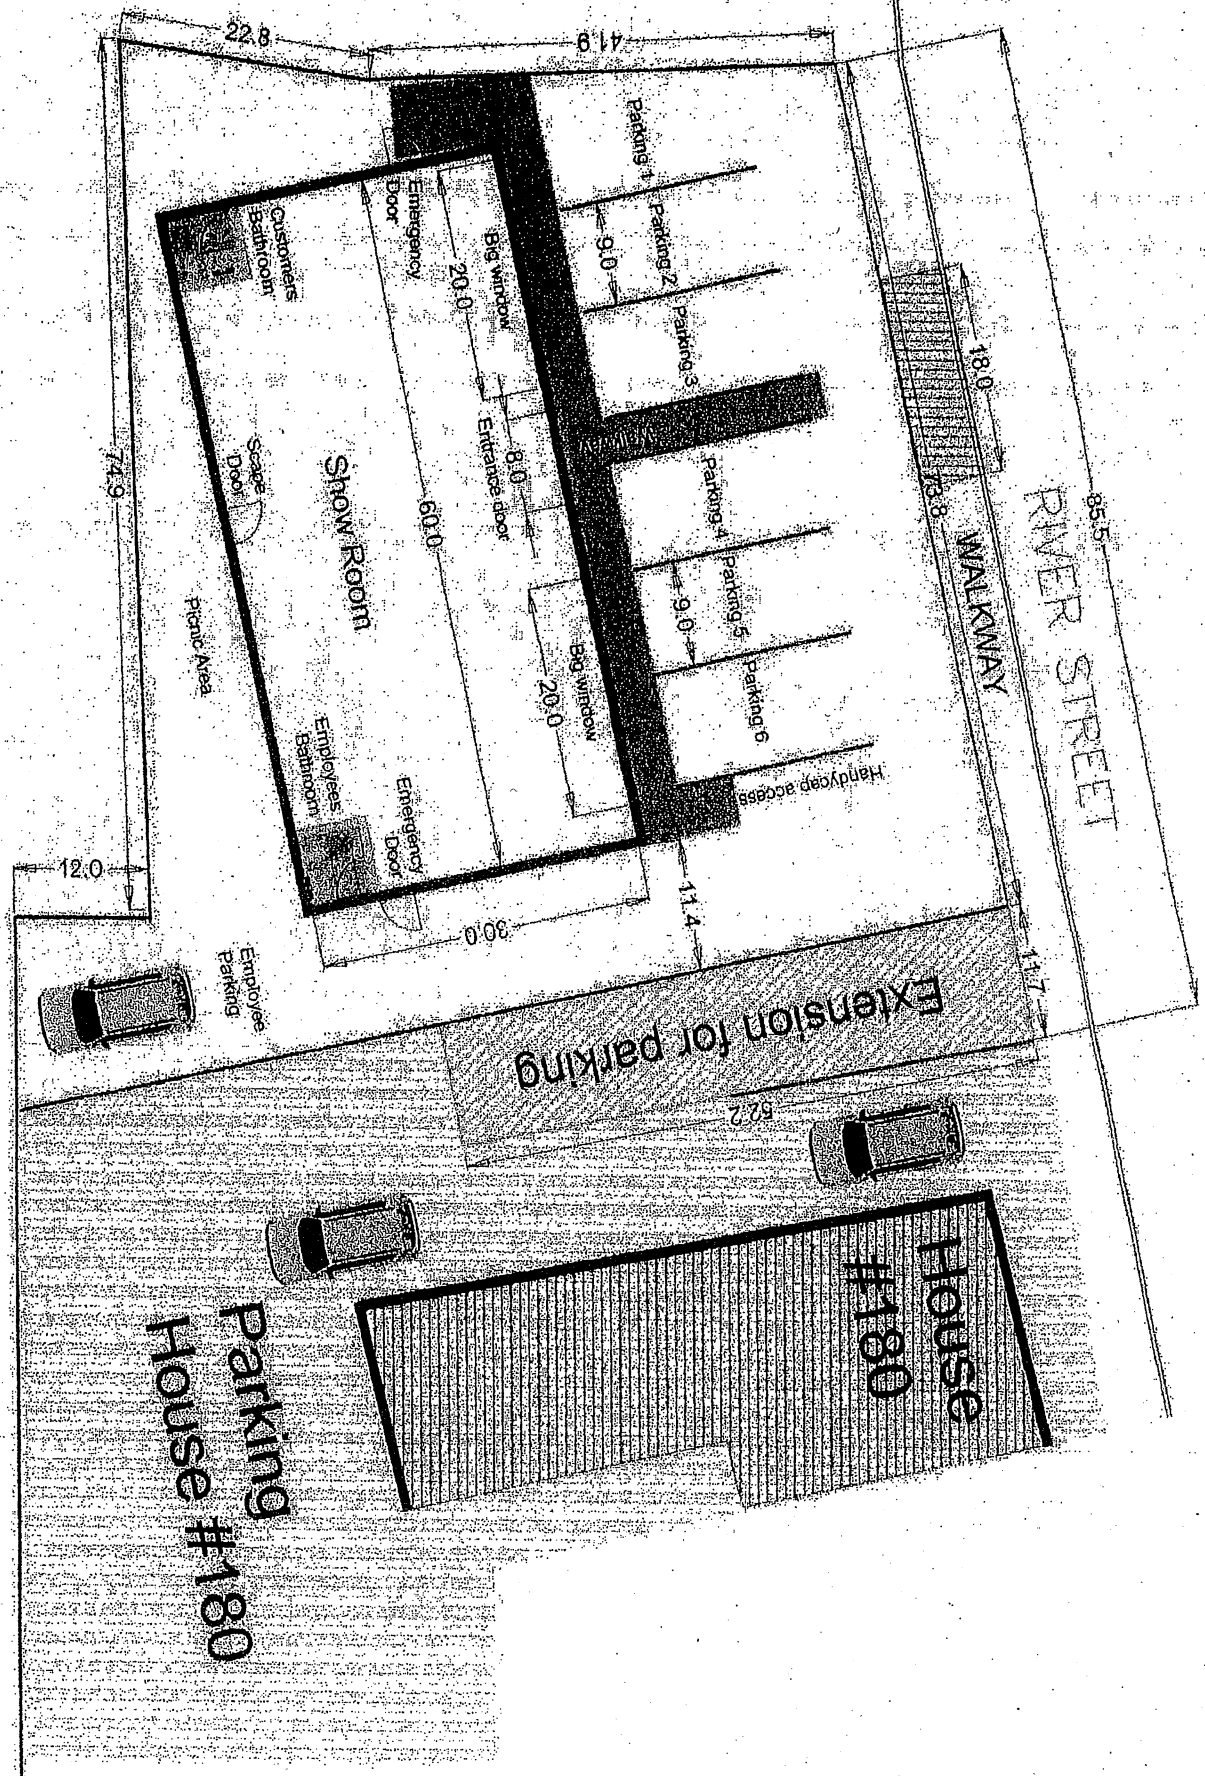 22.8
41.9
Parking 1
Parking 2
9.0
Parking 3
Walkway
Parking 4
Parking 5
9.0
Parking 6
Handycap access
18.0
73.8
WALKWAY
RIVER STREET
85.5
Customers
Bathroom
Emergency
Door
Big window
20.0
Entrance door
8.0
60.0
Show Room
Scape
Door
Big window
20.0
Picnic Area
Employees
Bathroom
Emergency
Door
74.9
12.0
30.0
11.4
11.7
Employee
Parking
Extension for parking
52.2
House
#180
Parking
House #180